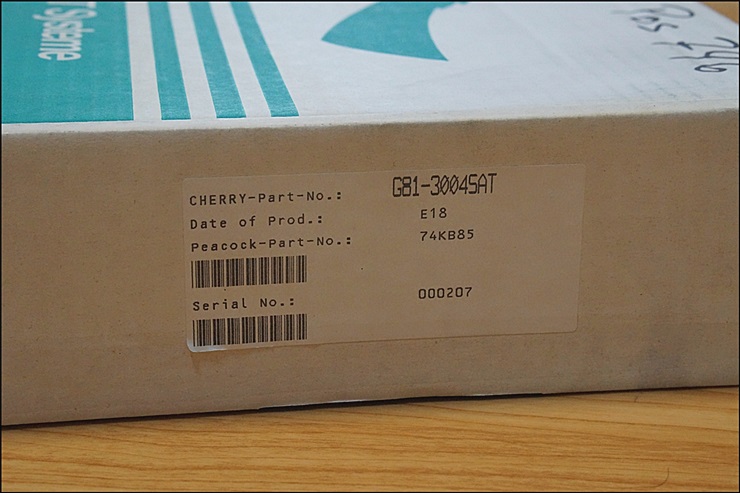 Systeme
CHERRY-Part-No.: G81-3004SAT
Date of Prod.: E18
Peacock-Part-No.: 74KB85
Serial No.: 000207